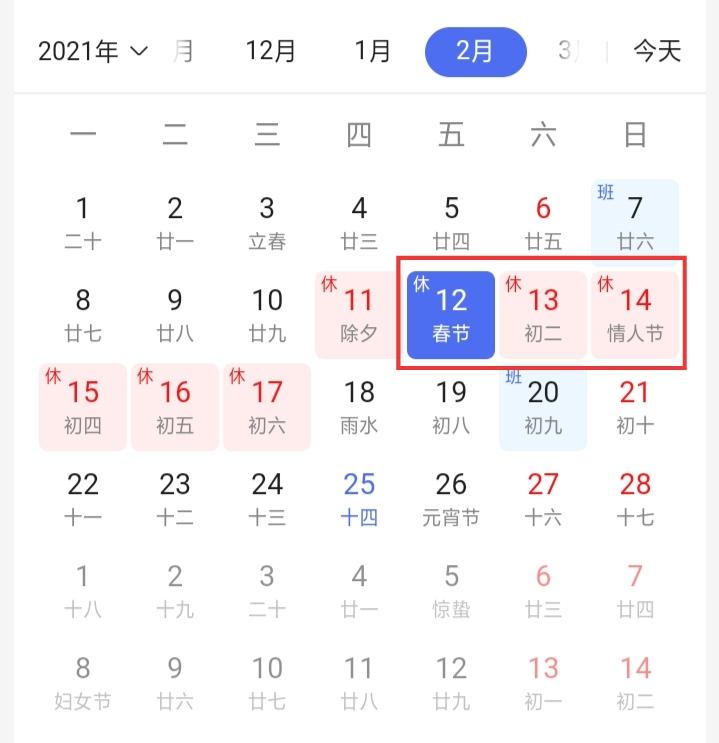 2021年 月 12月 1月 2月 3月 今天
一 二 三 四 五 六 日
班
1 2 3 4 5 6 7
二十 廿一 立春 廿三 廿四 廿五 廿六
休 休 休 休
8 9 10 11 12 13 14
廿七 廿八 廿九 除夕 春节 初二 情人节
休 休 休 班
15 16 17 18 19 20 21
初四 初五 初六 雨水 初八 初九 初十
22 23 24 25 26 27 28
十一 十二 十三 十四 元宵节 十六 十七
1 2 3 4 5 6 7
十八 十九 二十 廿一 惊蛰 廿三 廿四
8 9 10 11 12 13 14
妇女节 廿六 廿七 廿八 廿九 初一 初二